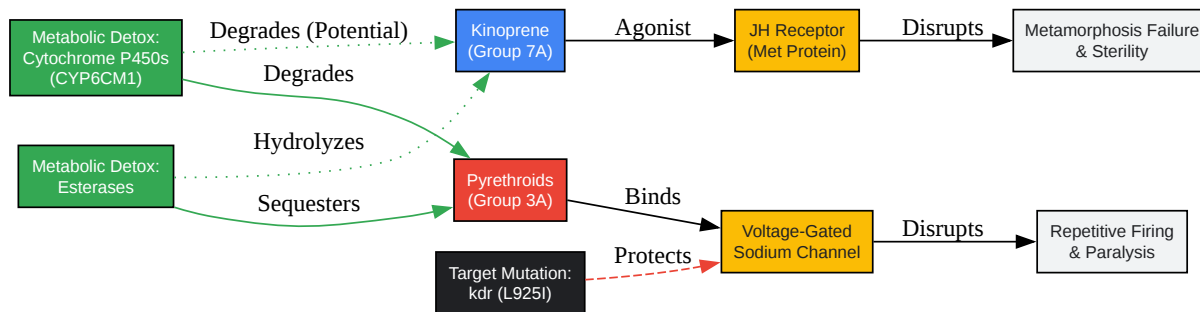 Metabolic Detox:
Cytochrome P450s
(CYP6CM1)
Degrades (Potential)
Degrades
Kinoprene
(Group 7A)
Agonist
JH Receptor
(Met Protein)
Disrupts
Metamorphosis Failure
& Sterility
Metabolic Detox:
Esterases
Hydrolyzes
Sequesters
Pyrethroids
(Group 3A)
Binds
Voltage-Gated
Sodium Channel
Disrupts
Repetitive Firing
& Paralysis
Target Mutation:
kdr (L925I)
Protects